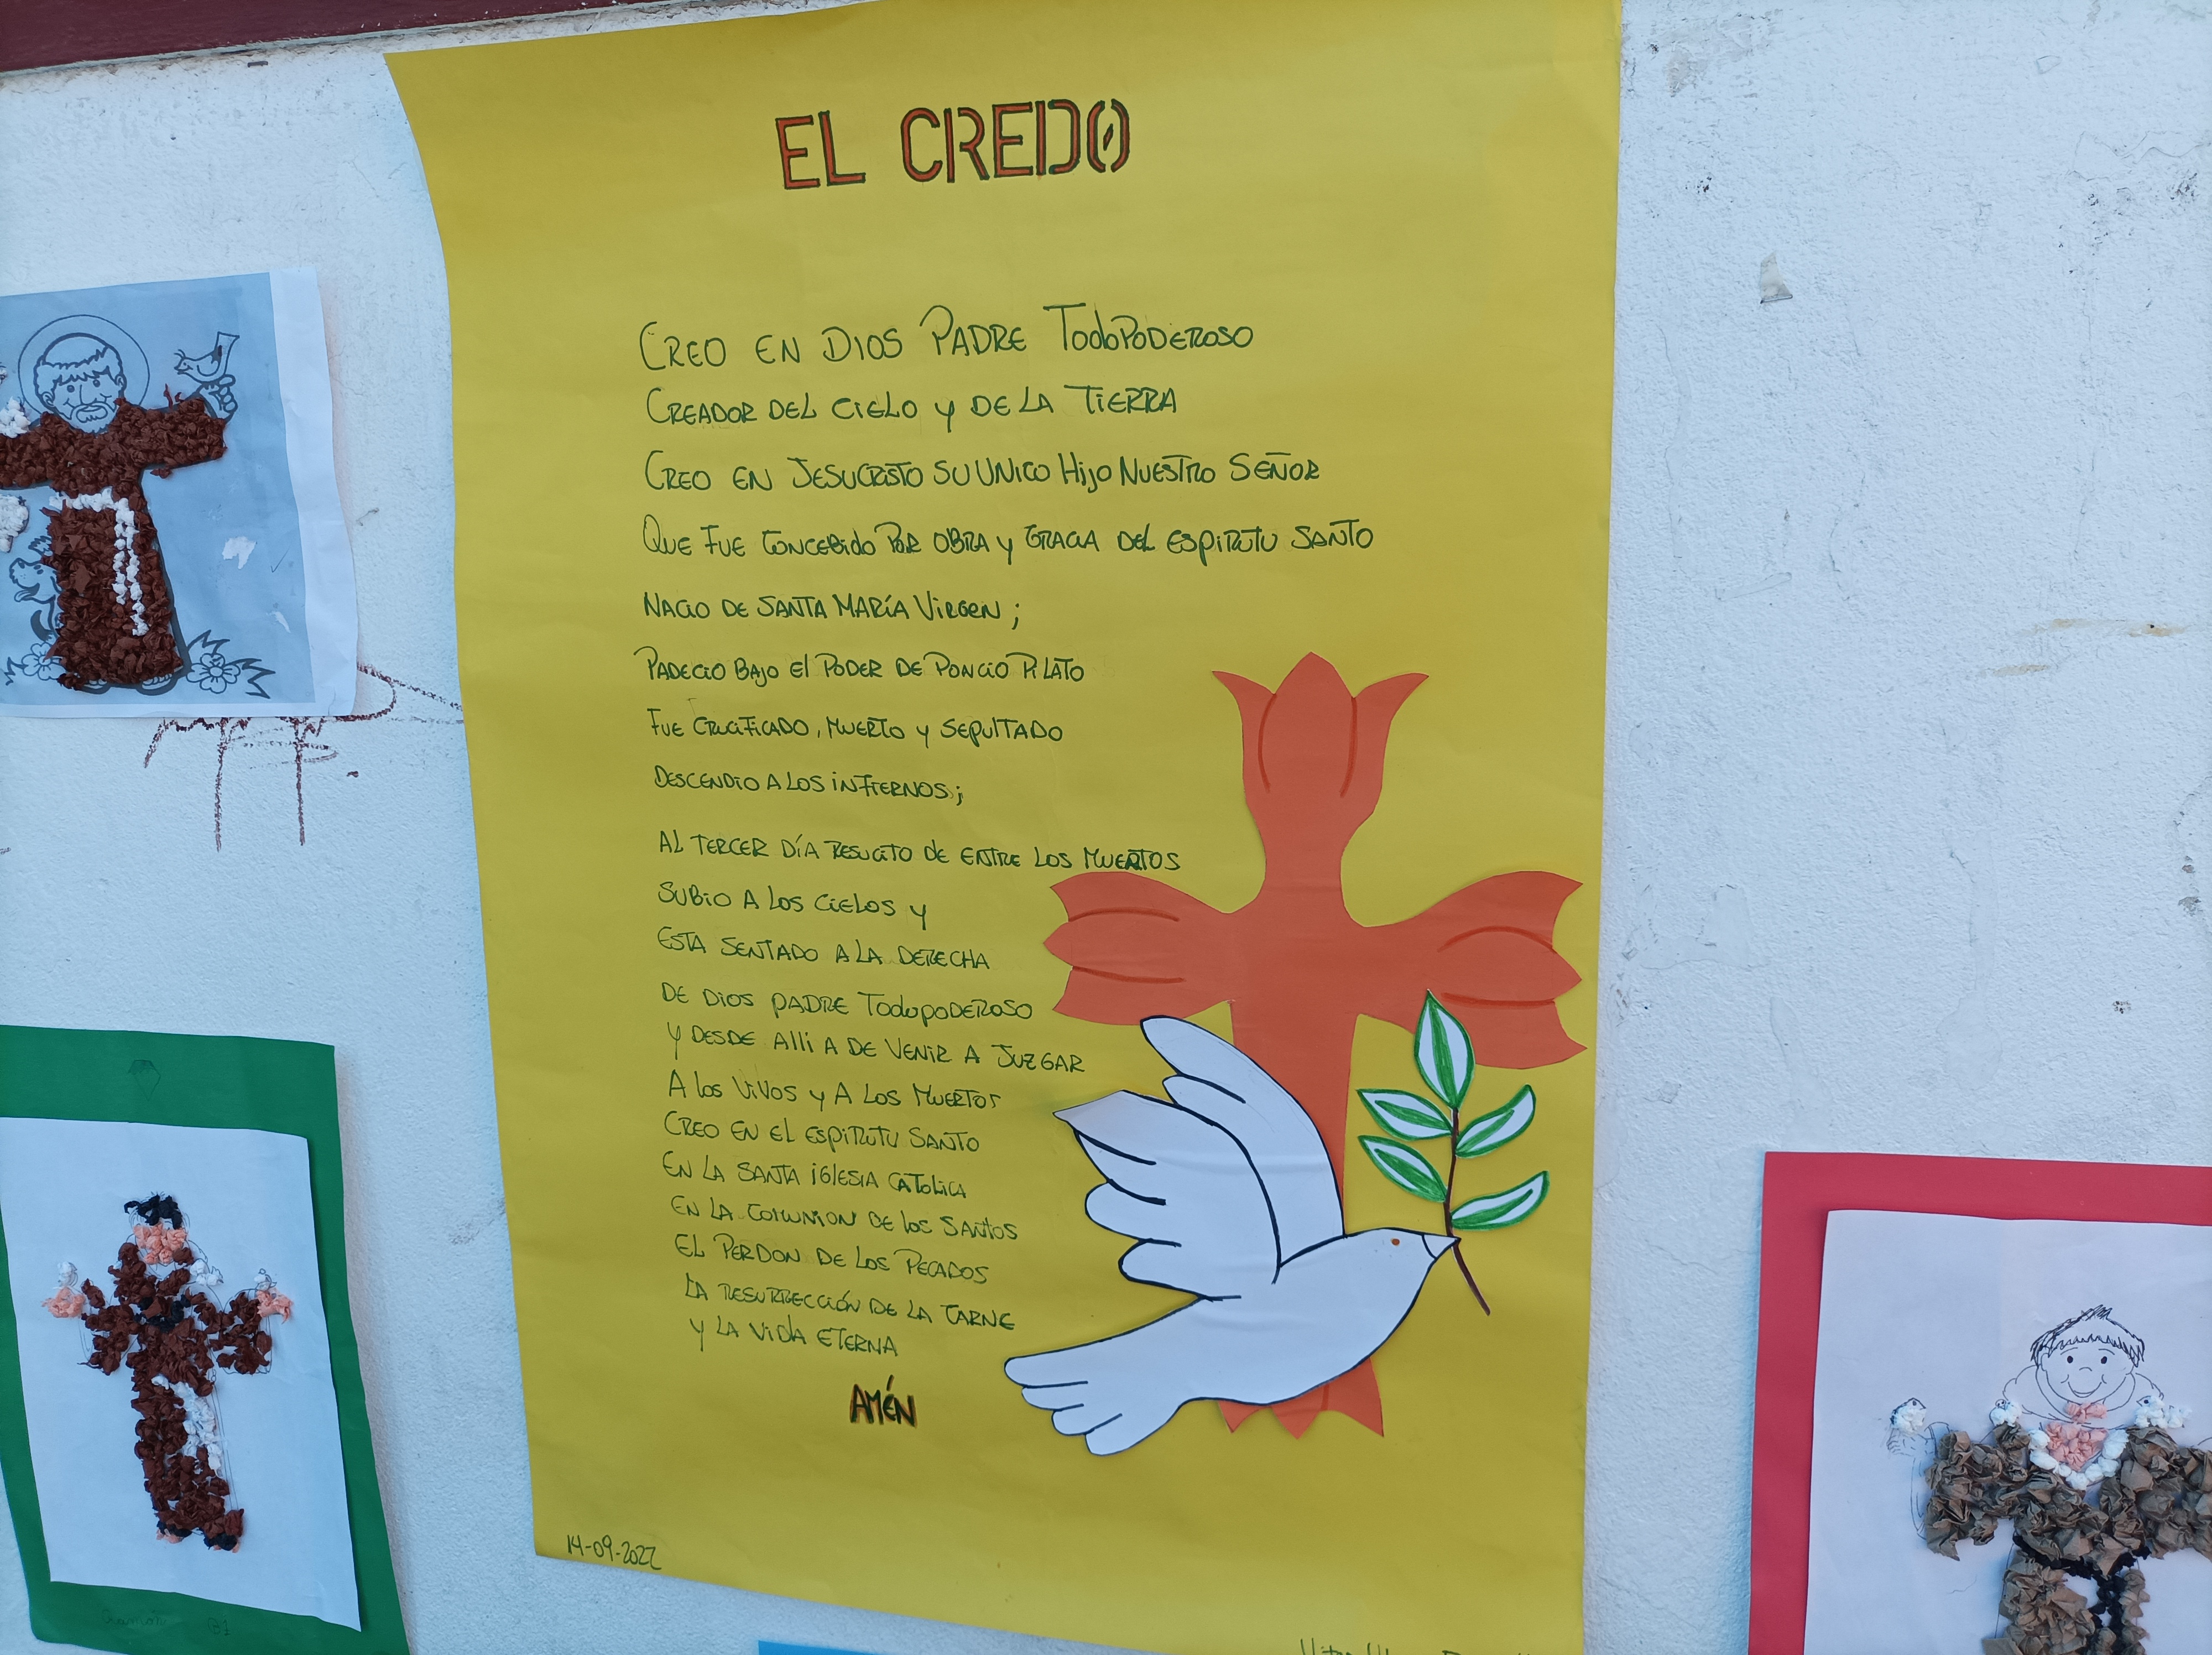 EL CREDO
CREO EN DIOS PADRE TodoPODEROSO
CREADOR DEL CIELO y DE LA TIERRA
CREO EN JESUCRISTO SU UNICO HIJO NUESTRO SEÑOR
QUE FUE CONCEBIDO POR OBRA y GRACIA DEL ESPIRITU SANTO
NACIO DE SANTA MARÍA VIRGEN ;
PADECIO BAJO El PODER DE PONCIO PILATO
FUE CRUCIFICADO, MUERTO y SEPULTADO
DESCENDIO A LOS INFIERNOS;
AL TERCER DÍA RESUCITO DE ENTRE LOS MUERTOS
SUBIO A LOS CIELOS y
ESTA SENTADO A LA DERECHA
DE DIOS PADRE TodopODEROSO
Y DESDE Alli A DE VENIR A JUZGAR
A los VIVOS y A LOS MUERTOS
CREO EN EL ESPIRITU SANTO
EN LA SANTA IGLESIA CATOLICA
EN LA COMUNION DE los SANTOS
EL PERDON DE LOS PECADOS
LA RESURRECCIÓN DE LA CARNE
Y LA VIDA ETERNA
AMÉN
14-09-2022